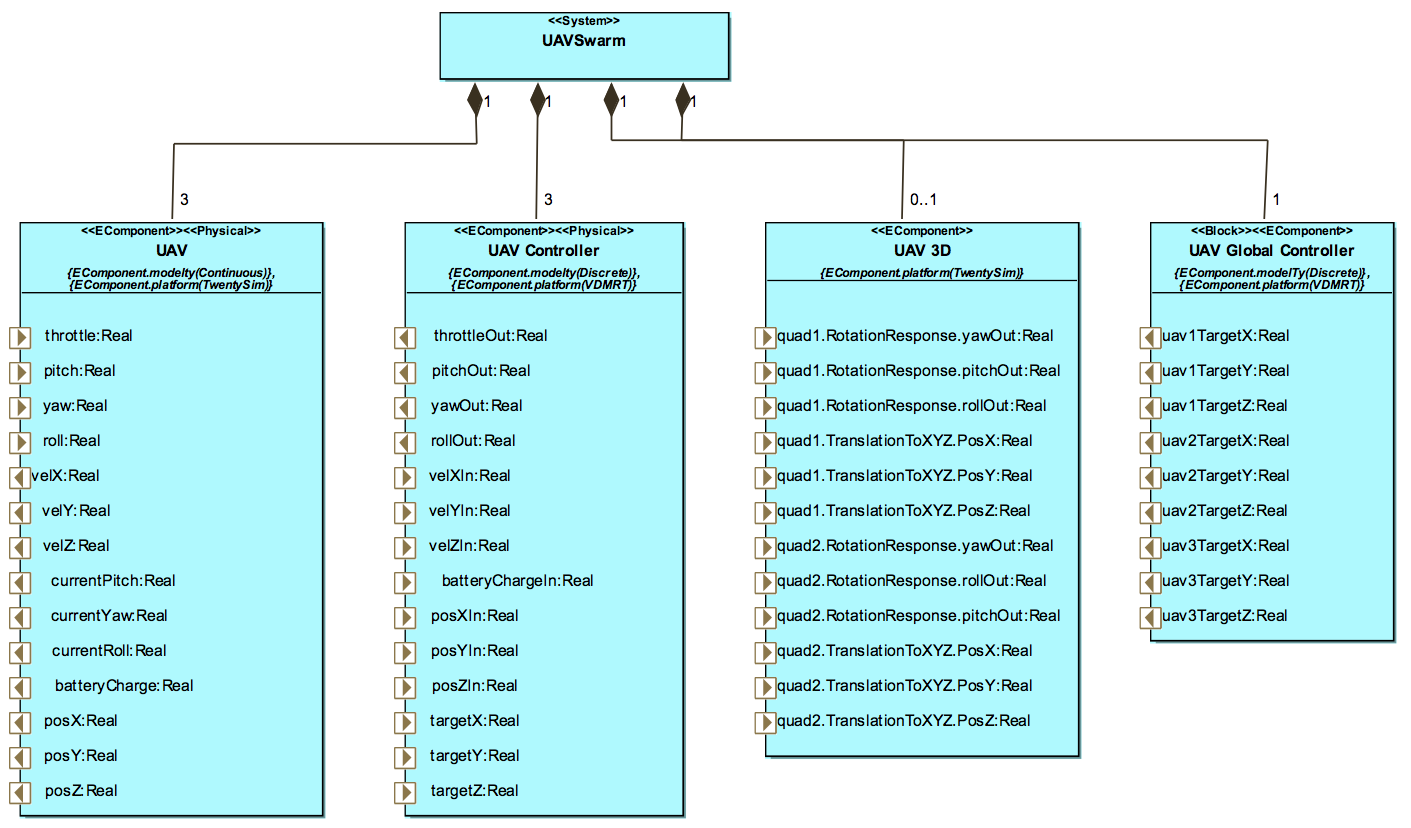 <<System>>
UAVSwarm
1
1
1
1
3
3
0..1
1
<<EComponent>><<Physical>>
UAV
{EComponent.modelty(Continuous)},
{EComponent.platform(TwentySim)}
throttle:Real
pitch:Real
yaw:Real
roll:Real
velX:Real
velY:Real
velZ:Real
currentPitch:Real
currentYaw:Real
currentRoll:Real
batteryCharge:Real
posX:Real
posY:Real
posZ:Real
<<EComponent>><<Physical>>
UAV Controller
{EComponent.modelty(Discrete)},
{EComponent.platform(VDMRT)}
throttleOut:Real
pitchOut:Real
yawOut:Real
rollOut:Real
velXIn:Real
velYIn:Real
velZIn:Real
batteryChargeIn:Real
posXIn:Real
posYIn:Real
posZIn:Real
targetX:Real
targetY:Real
targetZ:Real
<<EComponent>>
UAV 3D
{EComponent.platform(TwentySim)}
quad1.RotationResponse.yawOut:Real
quad1.RotationResponse.pitchOut:Real
quad1.RotationResponse.rollOut:Real
quad1.TranslationToXYZ.PosX:Real
quad1.TranslationToXYZ.PosY:Real
quad1.TranslationToXYZ.PosZ:Real
quad2.RotationResponse.yawOut:Real
quad2.RotationResponse.rollOut:Real
quad2.RotationResponse.pitchOut:Real
quad2.TranslationToXYZ.PosX:Real
quad2.TranslationToXYZ.PosY:Real
quad2.TranslationToXYZ.PosZ:Real
<<Block>><<EComponent>>
UAV Global Controller
{EComponent.modelTy(Discrete)},
{EComponent.platform(VDMRT)}
uav1TargetX:Real
uav1TargetY:Real
uav1TargetZ:Real
uav2TargetX:Real
uav2TargetY:Real
uav2TargetZ:Real
uav3TargetX:Real
uav3TargetY:Real
uav3TargetZ:Real